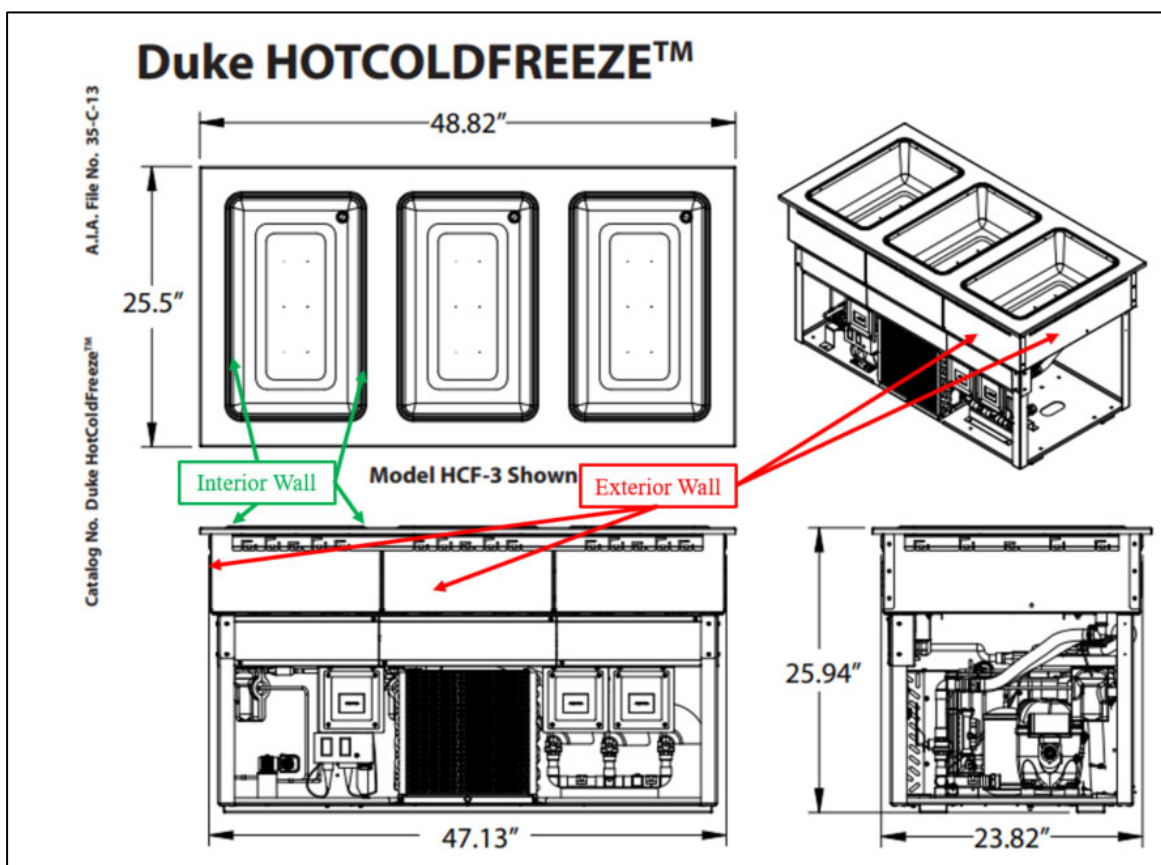 Duke HOTCOLDFREEZE™
A.I.A. File No. 35-C-13
Catalog No. Duke HotColdFreeze™
48.82”
25.5”
Interior Wall
Model HCF-3 Shown
Exterior Wall
25.94”
47.13”
23.82”